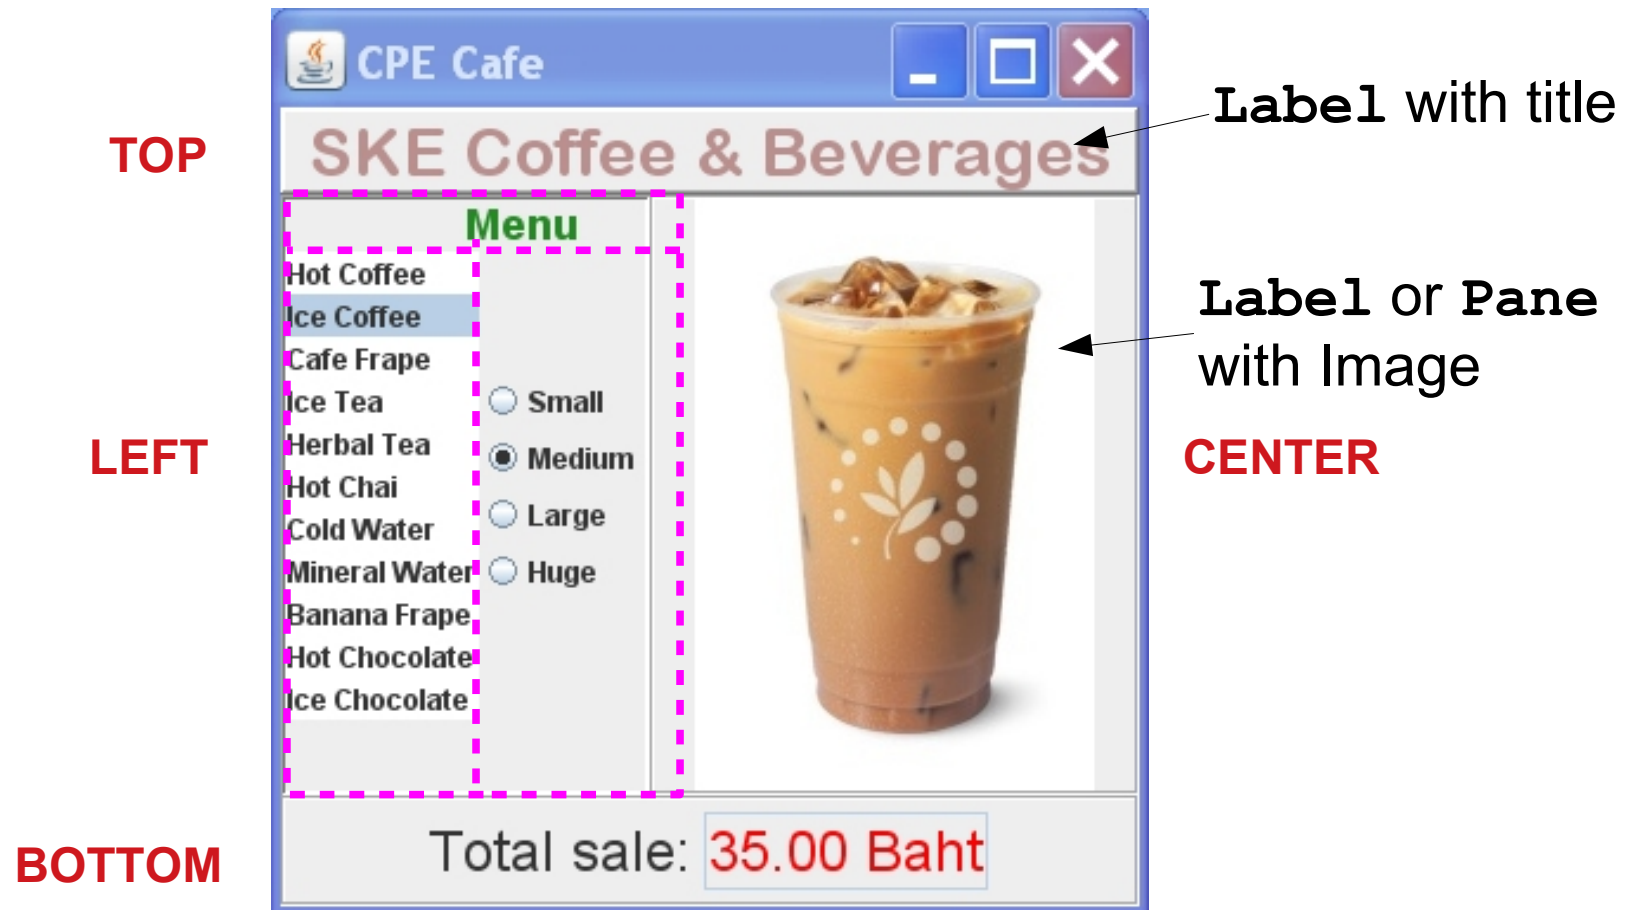 CPE Cafe
Label with title
TOP
SKE Coffee & Beverages
Menu
Hot Coffee
Ice Coffee
Cafe Frape
Ice Tea
Herbal Tea
Hot Chai
Cold Water
Mineral Water
Banana Frape
Hot Chocolate
Ice Chocolate
Small
Medium
Large
Huge
Label or Pane
with Image
LEFT
CENTER
BOTTOM
Total sale: 35.00 Baht